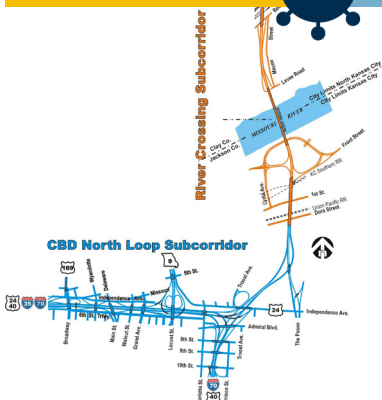 Street
Macon
Levee Road
River Crossing Subcorridor
City Limits North Kansas City
City Limits Kansas City
MISSOURI RIVER
Clay Co.
Jackson Co.
Front Street
KC Southern RR
Lydia Ave.
1st St.
Union Pacific RR
Dora Street
CBD North Loop Subcorridor
9
169
Wyandotte
Delaware
5th St.
Missouri
Troost Ave.
24
40
35
70
Independence Ave.
6th St. Trfwy
24
Independence Ave.
Broadway
Main St.
Walnut St.
Grand Ave.
Locust St.
Admiral Blvd.
8th St.
9th St.
10th St.
Troost Ave.
The Paseo
70
40